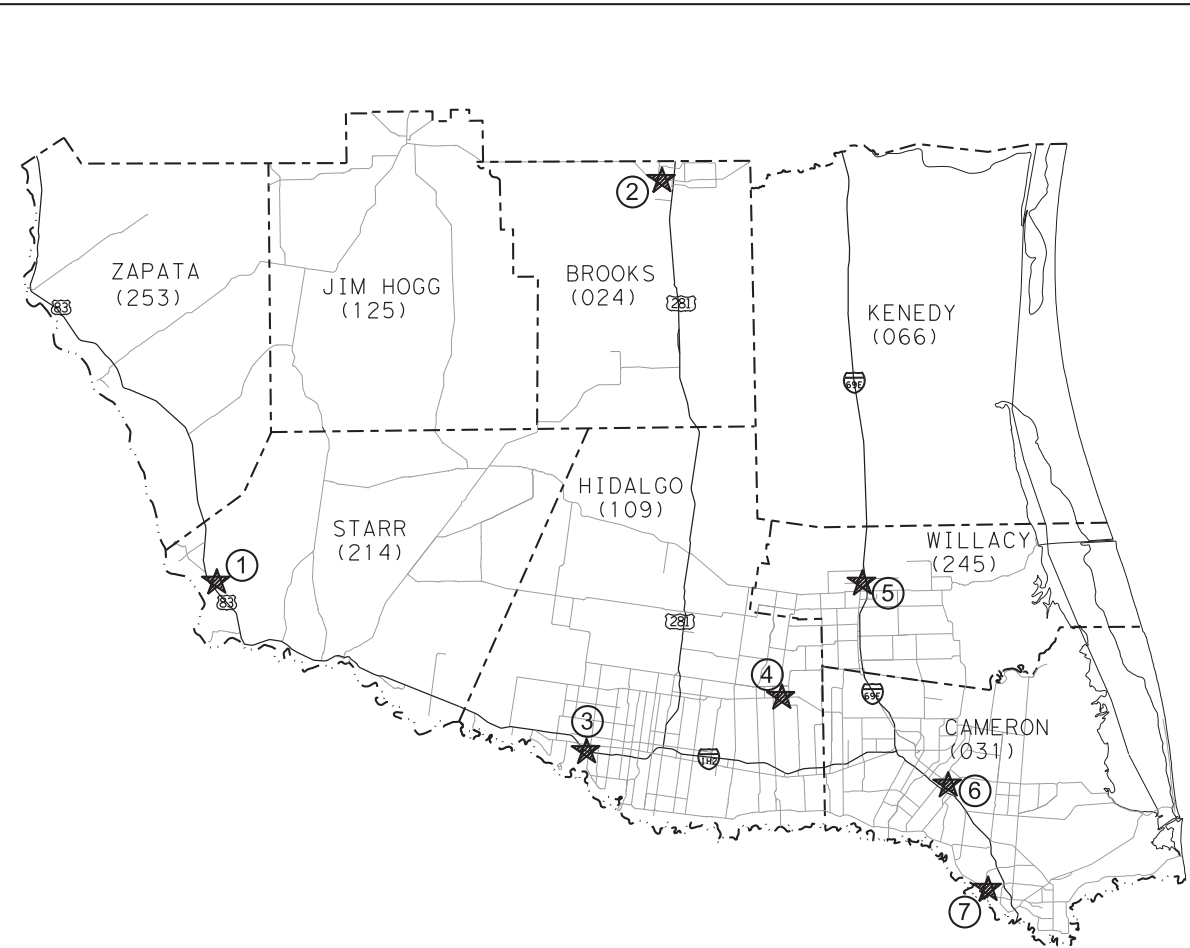 2
ZAPATA
(253)
JIM HOGG
(125)
BROOKS
(024)
83
281
KENEDY
(066)
69E
HIDALGO
(109)
STARR
(214)
WILLACY
(245)
1
83
5
281
4
69E
3
CAMERON
(031)
IH2
6
7